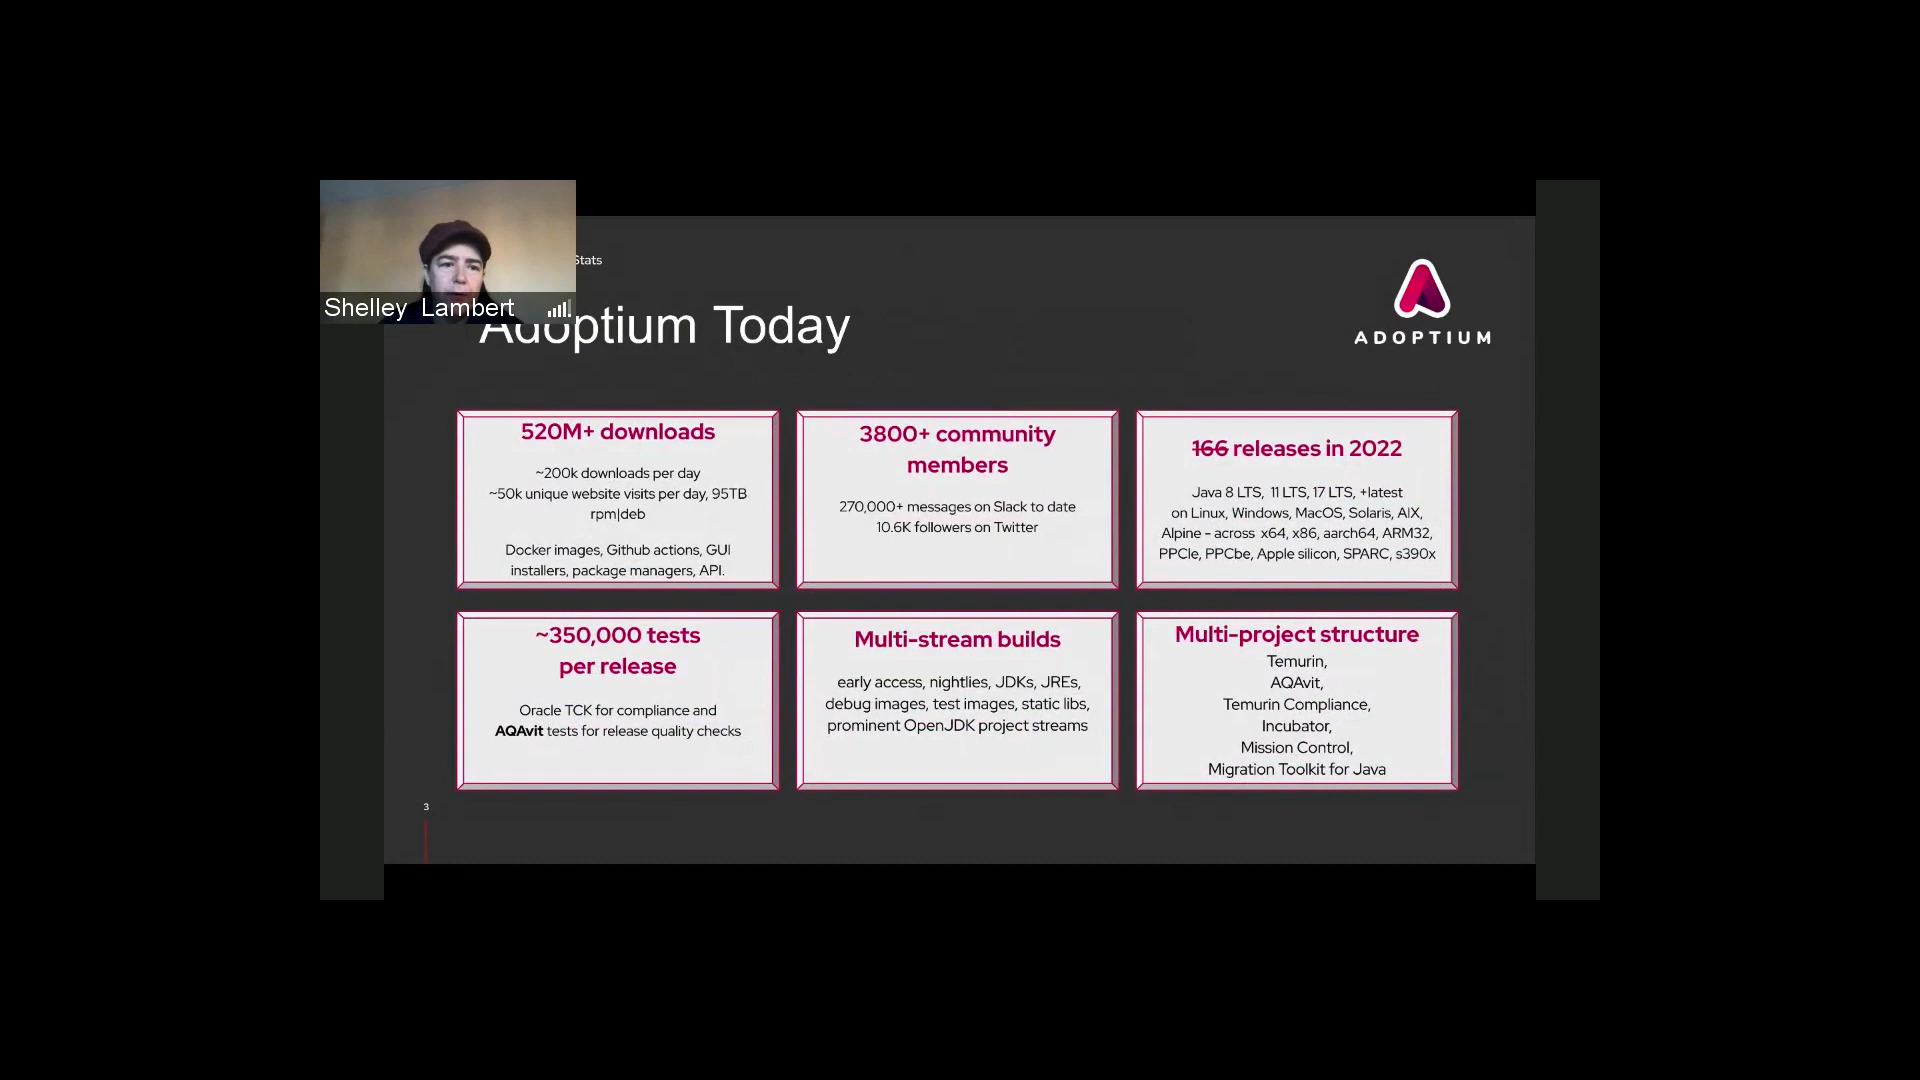 Shelley Lambert
Stats
Adoptium Today
ADOPTIUM
520M+ downloads
~200k downloads per day
~50k unique website visits per day, 95TB
rpm|deb
Docker images, Github actions, GUI
installers, package managers, API.
3800+ community
members
270,000+ messages on Slack to date
10.6K followers on Twitter
166 releases in 2022
Java 8 LTS, 11 LTS, 17 LTS, +latest
on Linux, Windows, MacOS, Solaris, AIX,
Alpine - across x64, x86, aarch64, ARM32,
PPCle, PPCbe, Apple silicon, SPARC, s390x
~350,000 tests
per release
Oracle TCK for compliance and
AQAvit tests for release quality checks
Multi-stream builds
early access, nightlies, JDKs, JREs,
debug images, test images, static libs,
prominent OpenJDK project streams
Multi-project structure
Temurin,
AQAvit,
Temurin Compliance,
Incubator,
Mission Control,
Migration Toolkit for Java
3